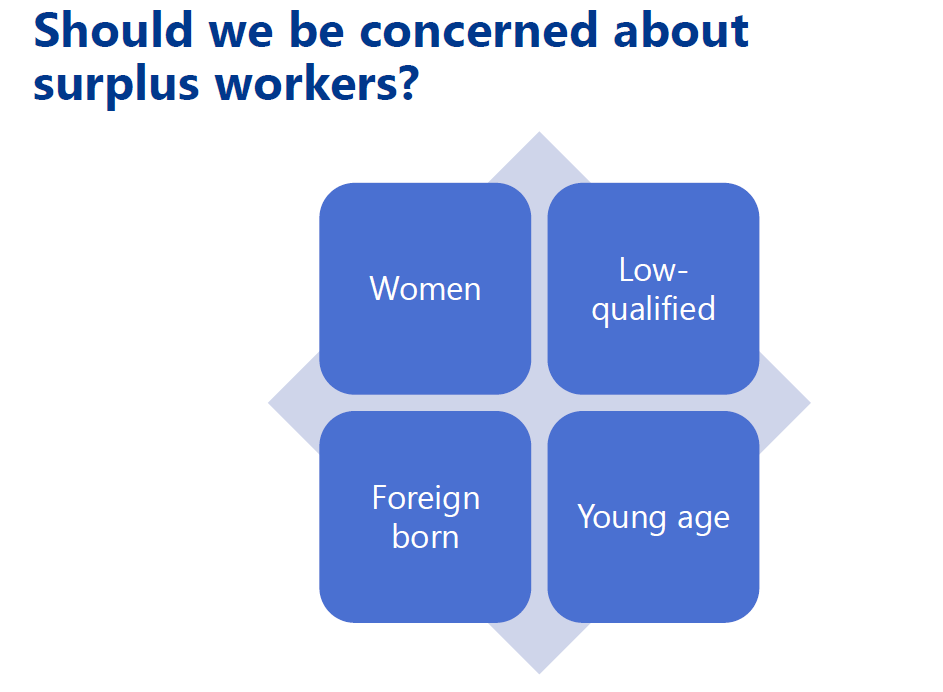 Should we be concerned about
surplus workers?
Women
Low-
qualified
Foreign
born
Young age